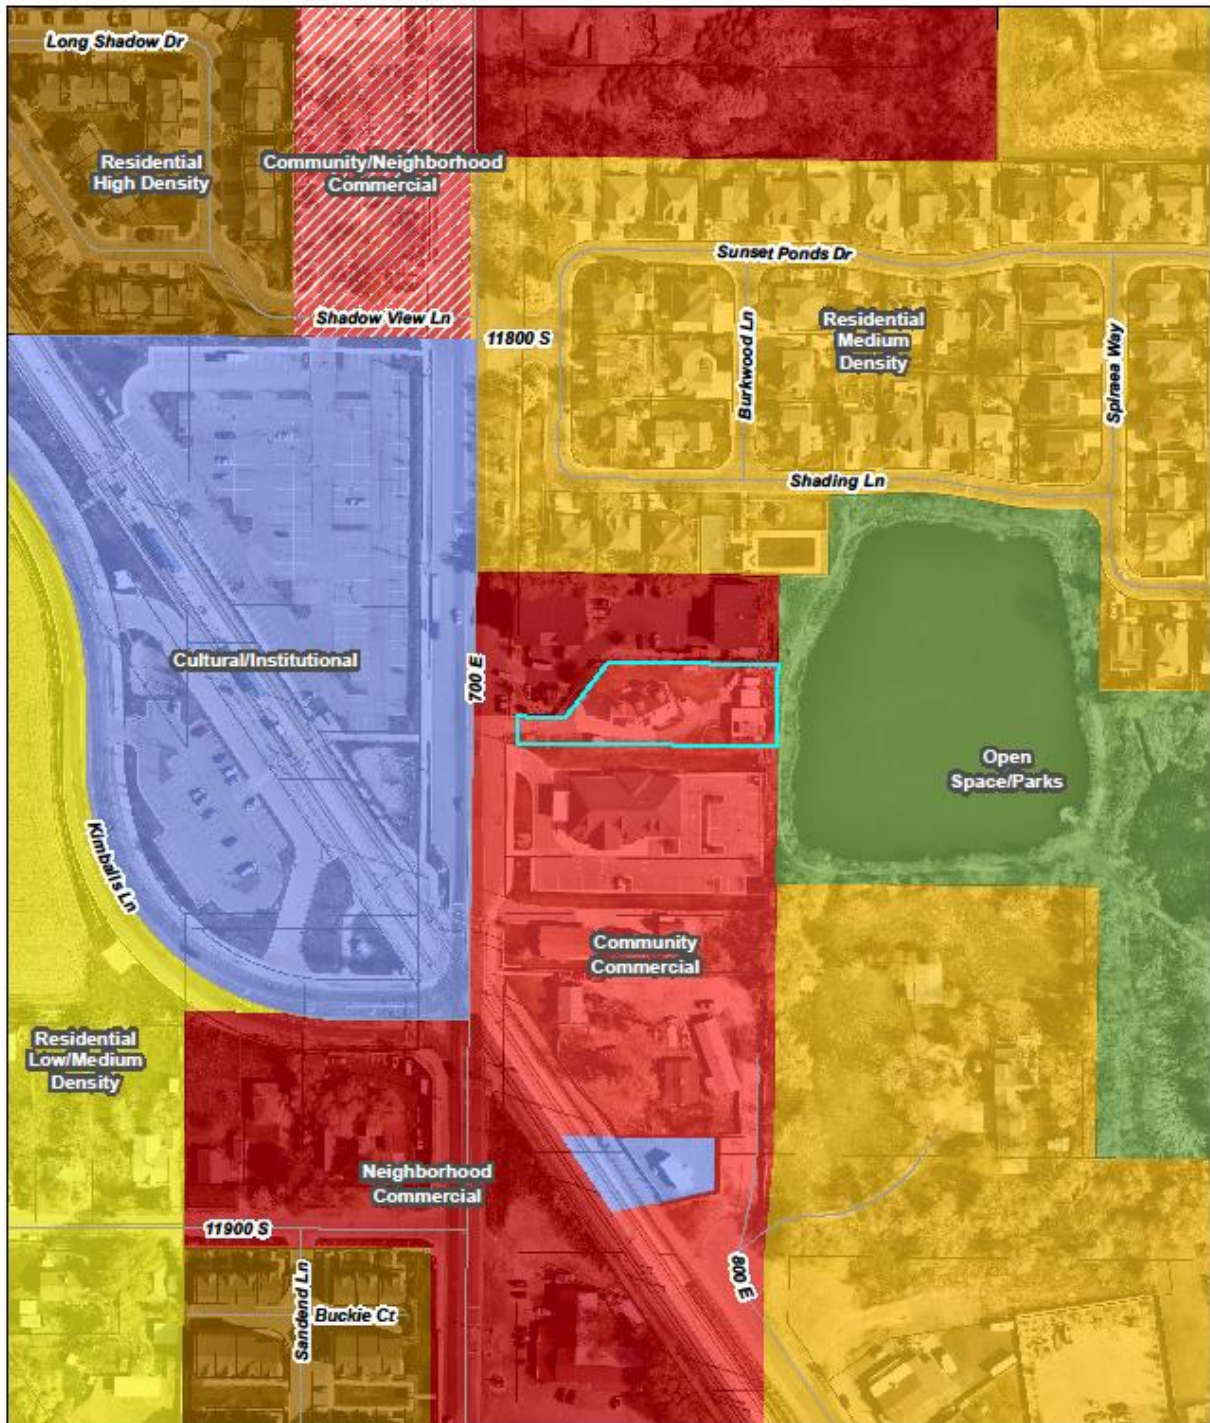 Long Shadow Dr
Residential
High Density
Community/Neighborhood
Commercial
Sunset Ponds Dr
Shadow View Ln
11800 S
Burkwood Ln
Residential
Medium
Density
Spiraea Way
Shading Ln
Cultural/Institutional
700 E
Open
Space/Parks
Kimballs Ln
Community
Commercial
Residential
Low/Medium
Density
Neighborhood
Commercial
11900 S
800 E
Sandend Ln
Buckie Ct